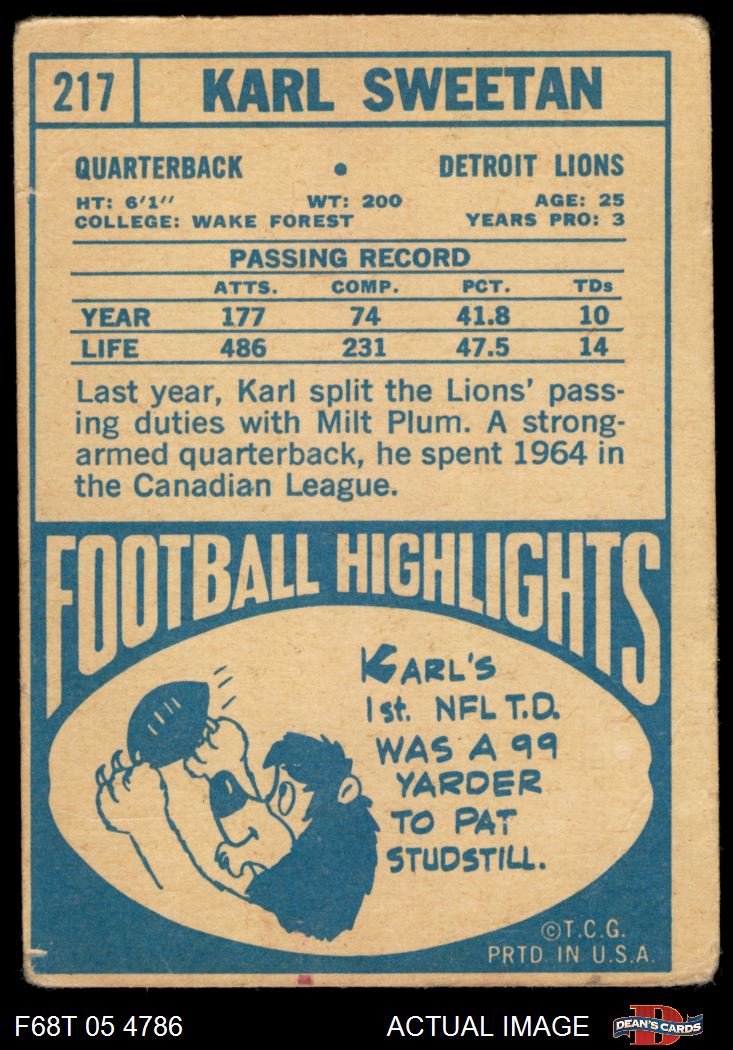 217 KARL SWEETAN
QUARTERBACK • DETROIT LIONS
HT: 6'1" WT: 200 AGE: 25
COLLEGE: WAKE FOREST YEARS PRO: 3
PASSING RECORD
ATTS. COMP. PCT. TDs
YEAR 177 74 41.8 10
LIFE 486 231 47.5 14
Last year, Karl split the Lions' pass-
ing duties with Milt Plum. A strong-
armed quarterback, he spent 1964 in
the Canadian League.
FOOTBALL HIGHLIGHTS
KARL'S
1st. NFL T.D.
WAS A 99
YARDER
TO PAT
STUDSTILL.
©T.C.G.
PRTD. IN U.S.A.
F68T 05 4786 ACTUAL IMAGE D DEAN'S CARDS